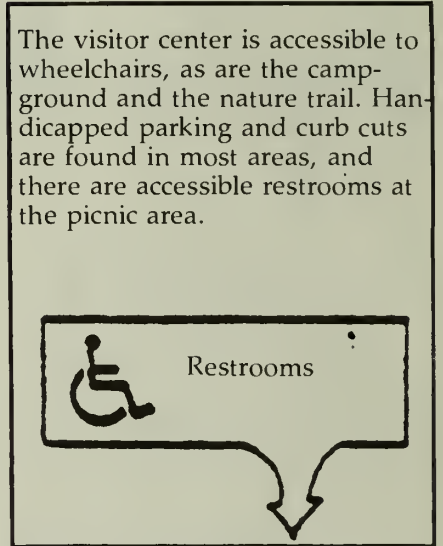 The visitor center is accessible to
wheelchairs, as are the camp-
ground and the nature trail. Han-
dicapped parking and curb cuts
are found in most areas, and
there are accessible restrooms at
the picnic area.
Restrooms